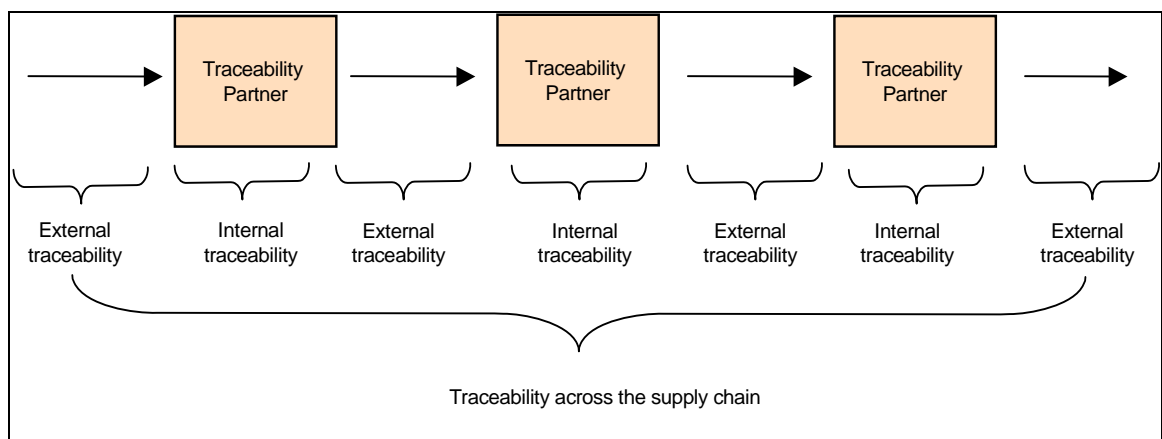 Traceability
Partner
Traceability
Partner
Traceability
Partner
External
traceability
Internal
traceability
External
traceability
Internal
traceability
External
traceability
Internal
traceability
External
traceability
Traceability across the supply chain